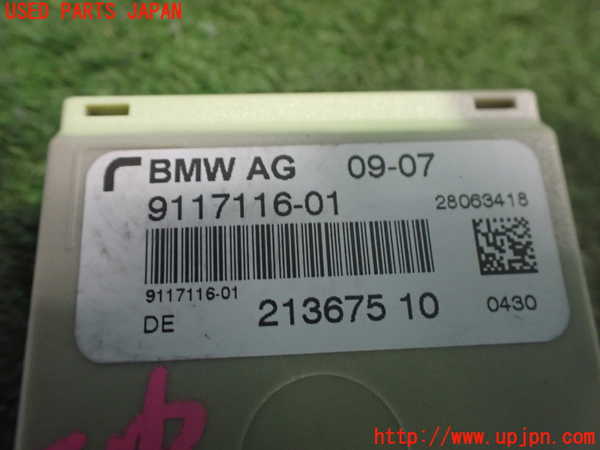 USED PARTS JAPAN
BMW AG 09-07
9117116-01 28063418
9117116-01
DE 213675 10 0430
http://www.upjpn.com